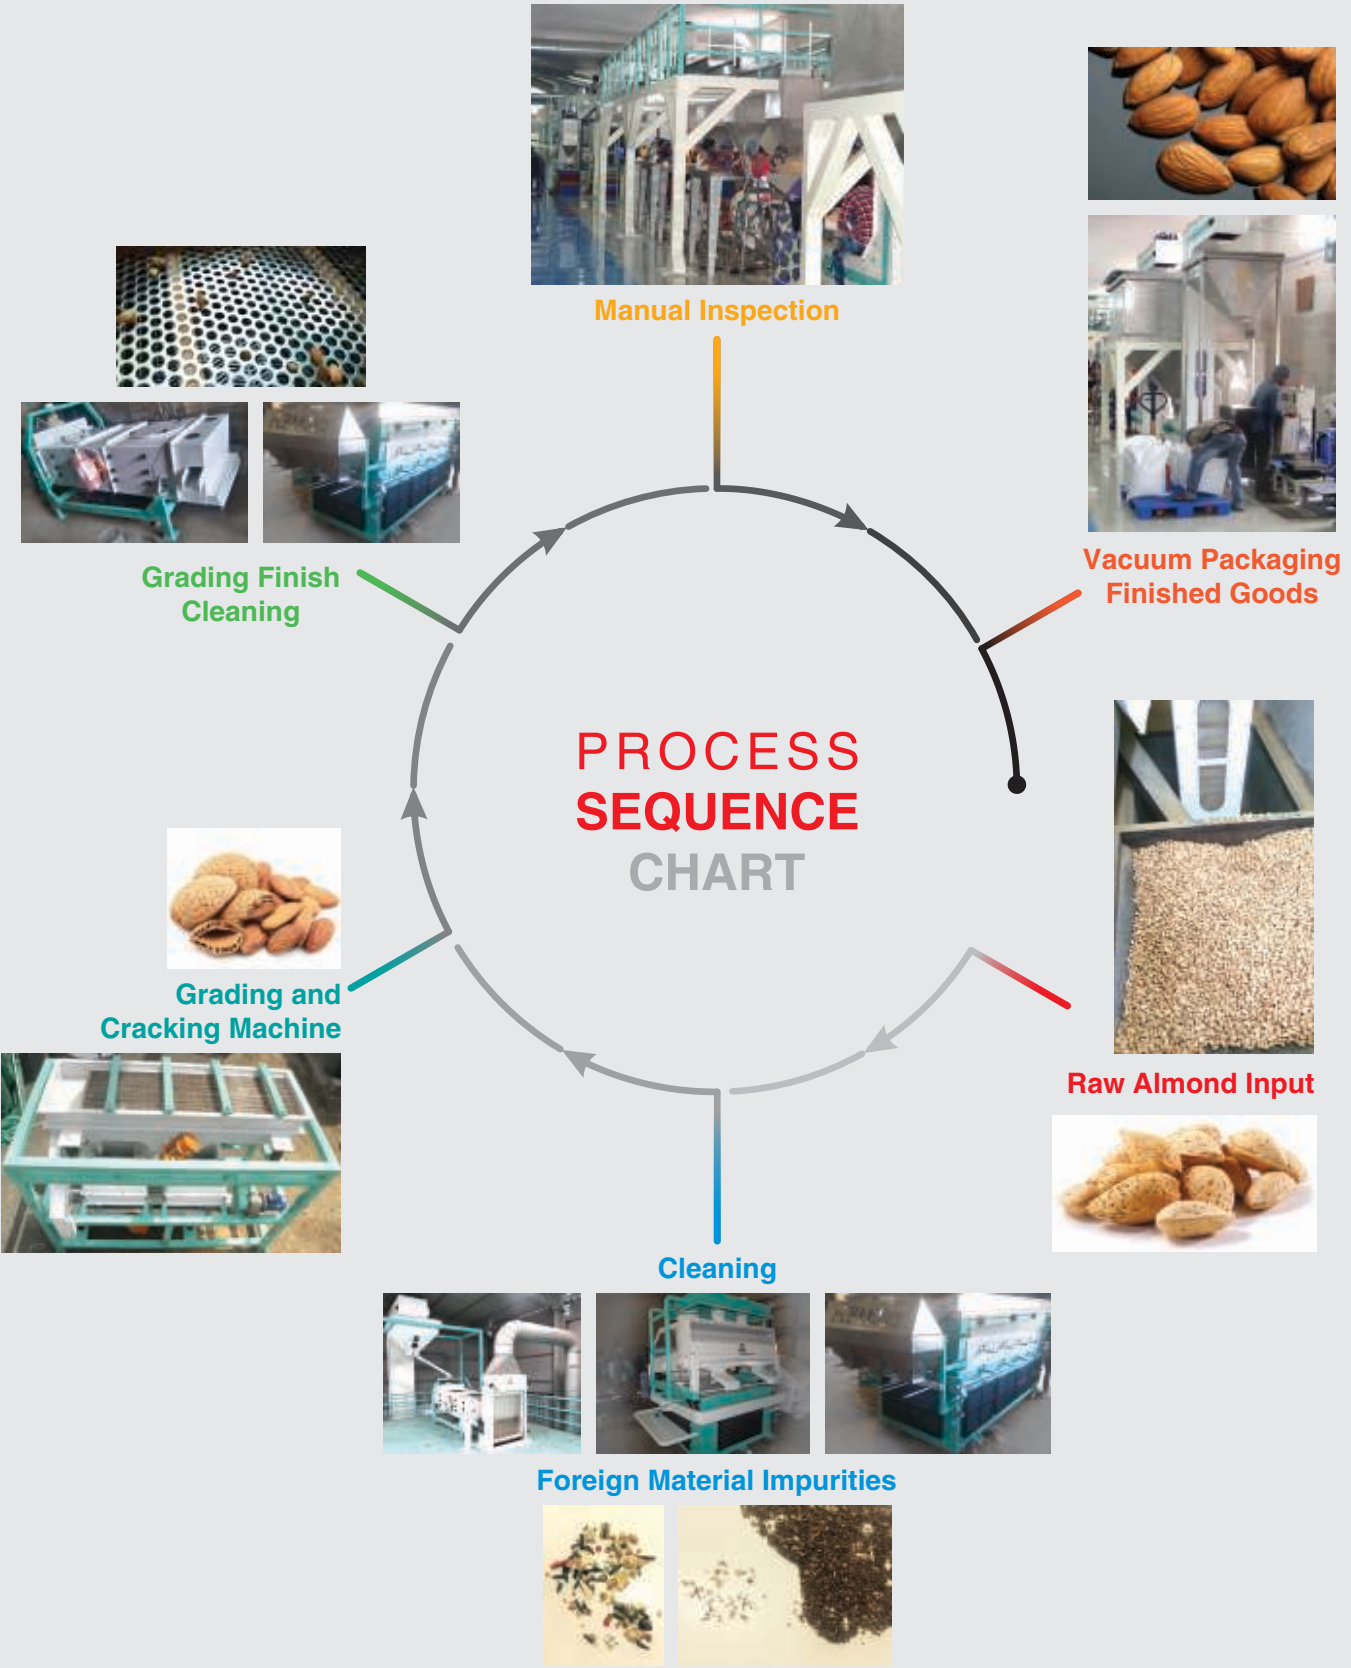 Manual Inspection
Vacuum Packaging
Finished Goods
Grading Finish
Cleaning
PROCESS
SEQUENCE
CHART
Grading and
Cracking Machine
Raw Almond Input
Cleaning
Foreign Material Impurities